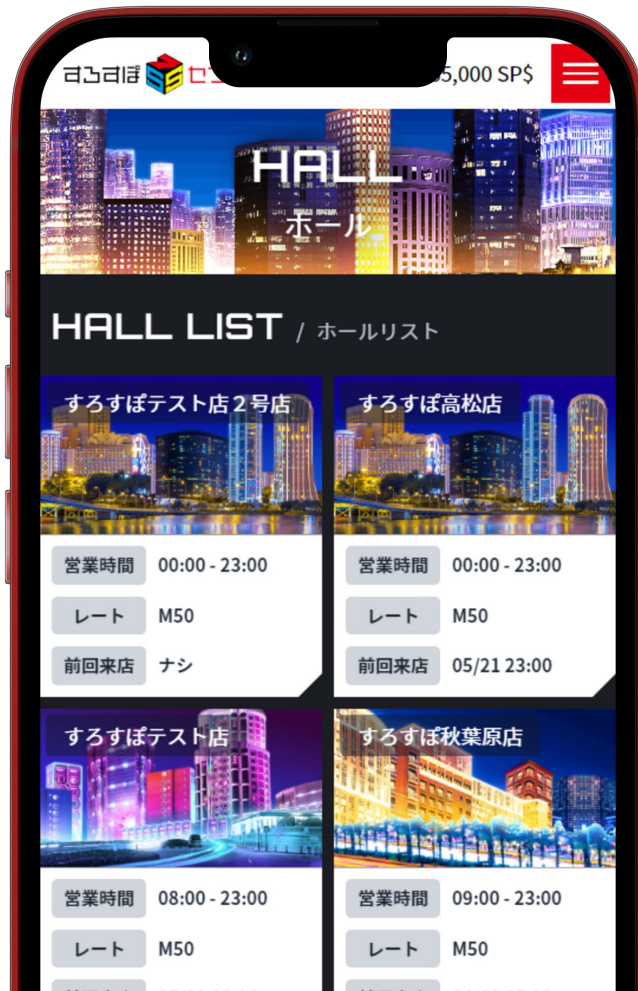 すろすぽ
5,000 SP$
HALL
ホール
HALL LIST / ホールリスト
すろすぽテスト店２号店
営業時間 00:00 - 23:00
レート M50
前回来店 ナシ
すろすぽ高松店
営業時間 00:00 - 23:00
レート M50
前回来店 05/21 23:00
すろすぽテスト店
営業時間 08:00 - 23:00
レート M50
すろすぽ秋葉原店
営業時間 09:00 - 23:00
レート M50